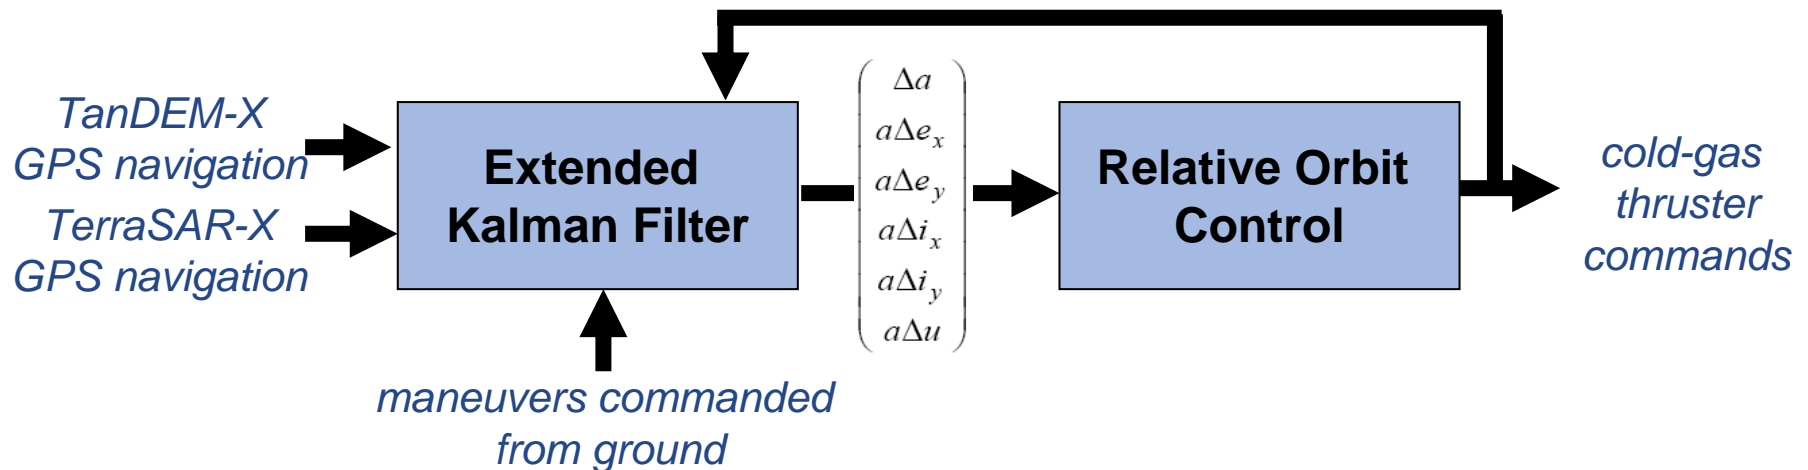 TanDEM-X
GPS navigation
TerraSAR-X
GPS navigation
Extended
Kalman Filter
maneuvers commanded
from ground
Δa
aΔe_x
aΔe_y
aΔi_x
aΔi_y
aΔu
Relative Orbit
Control
cold-gas
thruster
commands